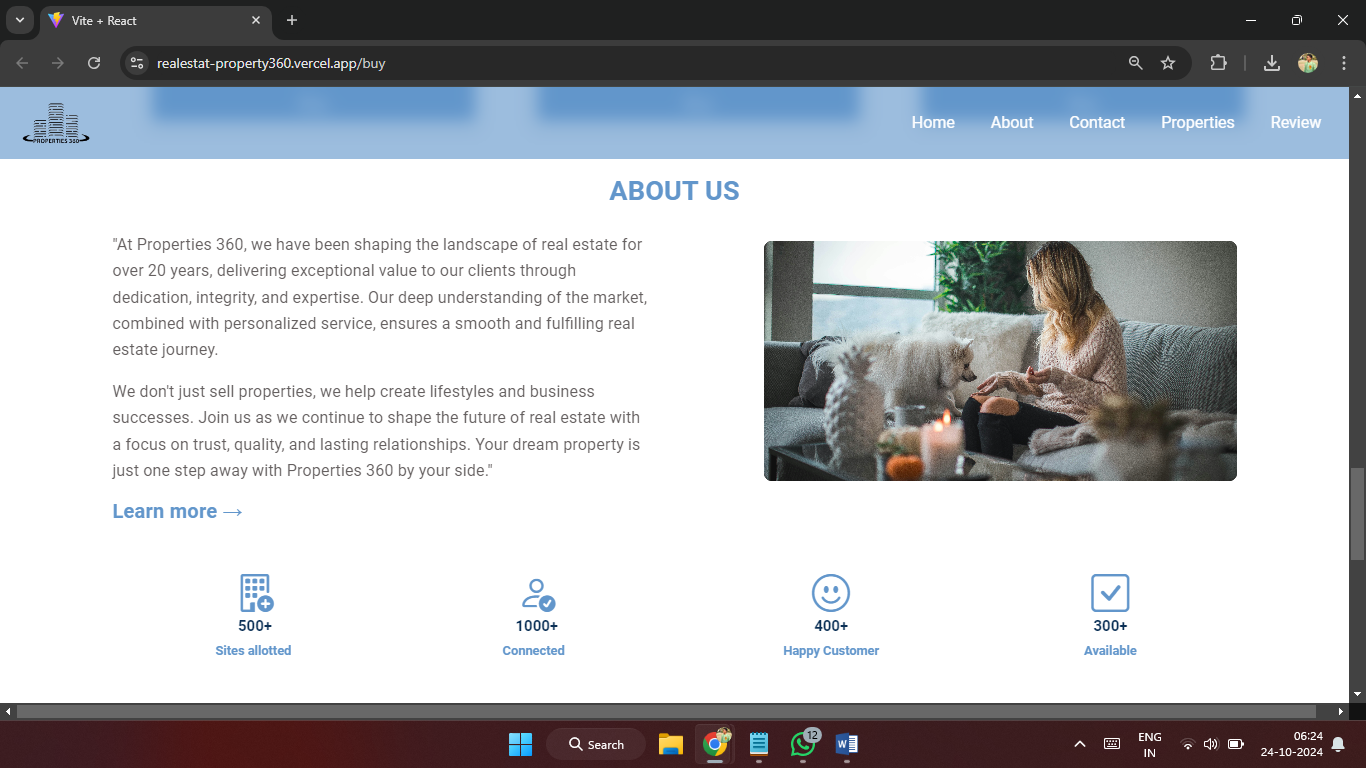 Vite + React
realestat-property360.vercel.app/buy
PROPERTIES 360
Home About Contact Properties Review
ABOUT US
"At Properties 360, we have been shaping the landscape of real estate for
over 20 years, delivering exceptional value to our clients through
dedication, integrity, and expertise. Our deep understanding of the market,
combined with personalized service, ensures a smooth and fulfilling real
estate journey.
We don't just sell properties, we help create lifestyles and business
successes. Join us as we continue to shape the future of real estate with
a focus on trust, quality, and lasting relationships. Your dream property is
just one step away with Properties 360 by your side."
Learn more →
500+ 1000+ 400+ 300+
Sites allotted Connected Happy Customer Available
Search
12
W
ENG
IN
06:24
24-10-2024